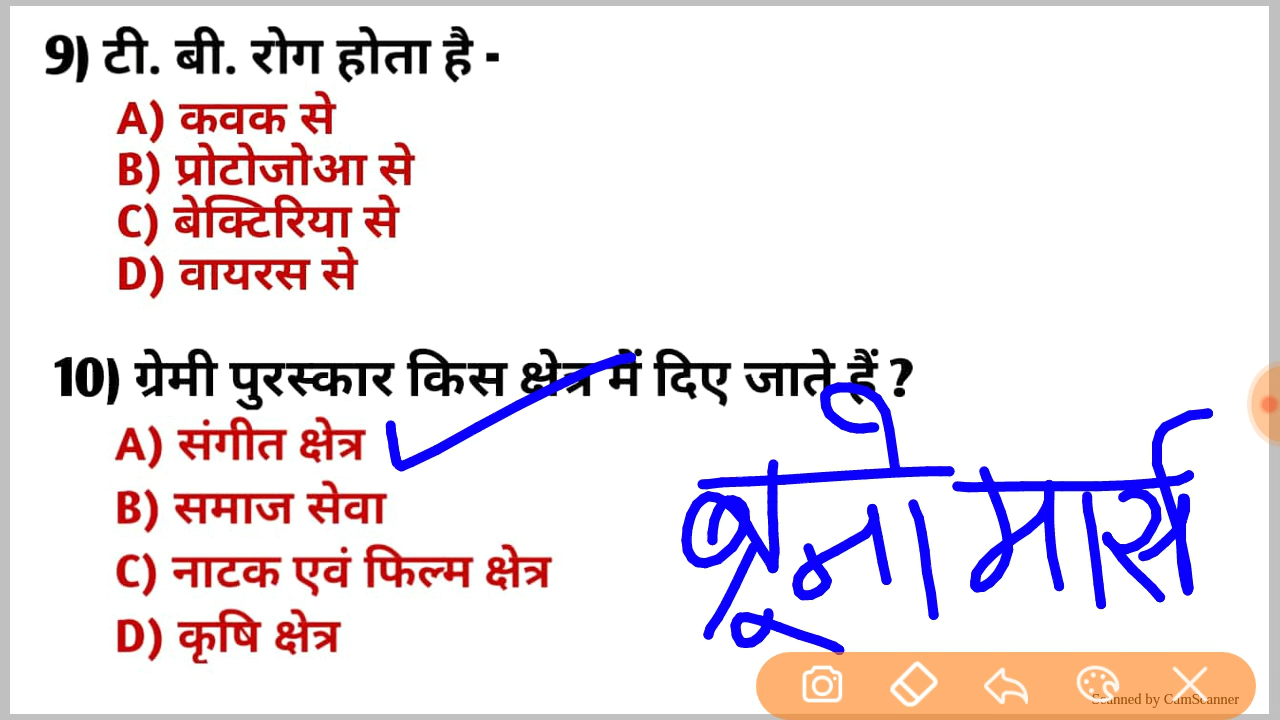 9) टी. बी. रोग होता है -
A) कवक से
B) प्रोटोजोआ से
C) बेक्टिरिया से
D) वायरस से
10) ग्रेमी पुरस्कार किस क्षेत्र में दिए जाते हैं ?
A) संगीत क्षेत्र
B) समाज सेवा
C) नाटक एवं फिल्म क्षेत्र
D) कृषि क्षेत्र
ब्रूनो मार्स
Scanned by CamScanner